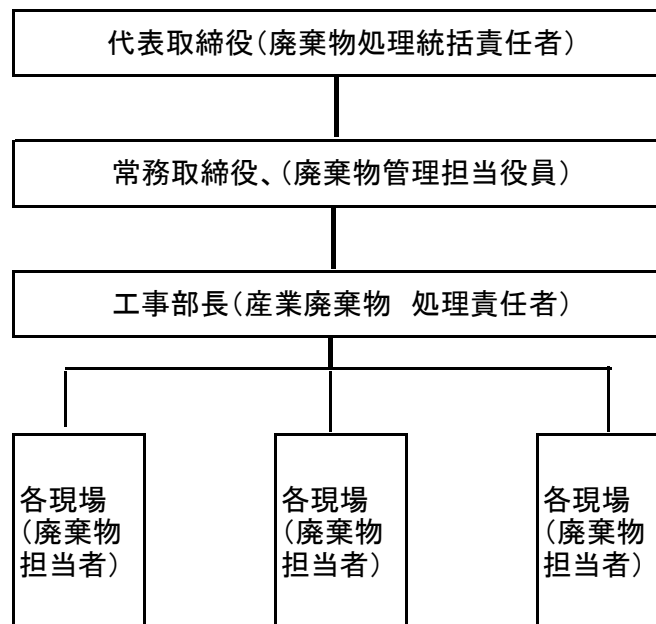 代表取締役(廃棄物処理統括責任者)
常務取締役、(廃棄物管理担当役員)
工事部長(産業廃棄物　処理責任者)
各現場
(廃棄物
担当者)
各現場
(廃棄物
担当者)
各現場
(廃棄物
担当者)